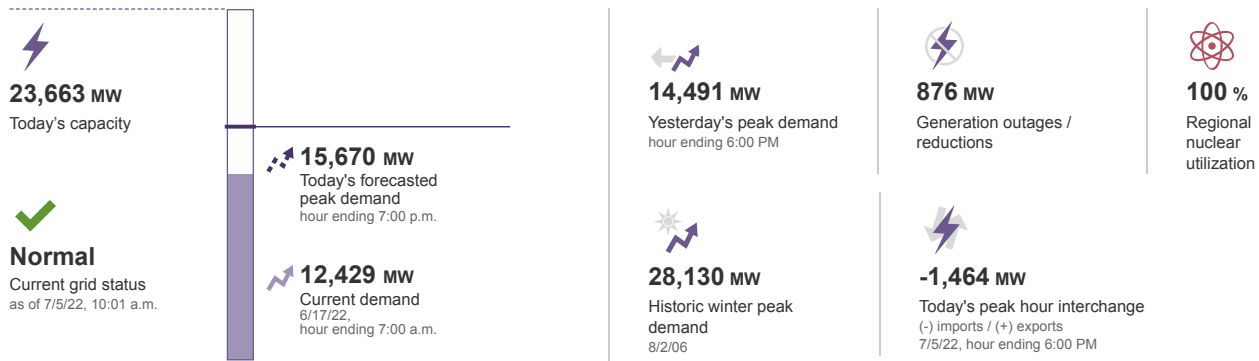 23,663 MW
Today's capacity
Normal
Current grid status
as of 7/5/22, 10:01 a.m.
15,670 MW
Today's forecasted
peak demand
hour ending 7:00 p.m.
12,429 MW
Current demand
6/17/22,
hour ending 7:00 a.m.
14,491 MW
Yesterday's peak demand
hour ending 6:00 PM
876 MW
Generation outages /
reductions
100 %
Regional
nuclear
utilization
28,130 MW
Historic winter peak
demand
8/2/06
-1,464 MW
Today's peak hour interchange
(-) imports / (+) exports
7/5/22, hour ending 6:00 PM